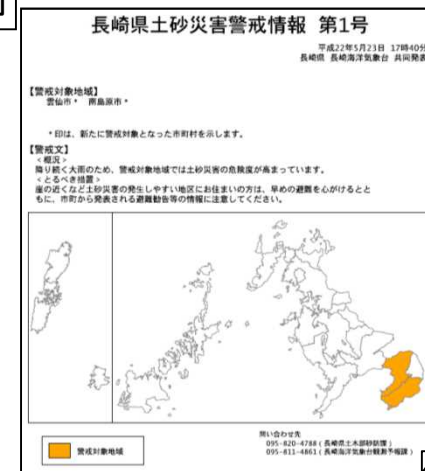 長崎県土砂災害警戒情報 第1号
平成22年5月23日 17時40分
長崎県 長崎海洋気象台 共同発表
【警戒対象地域】
雲仙市* 南島原市*
*印は、新たに警戒対象となった市町村を示します。
【警戒文】
<概況>
降り続く大雨のため、警戒対象地域では土砂災害の危険度が高まっています。
<とるべき措置>
崖の近くなど土砂災害の発生しやすい地区にお住まいの方は、早めの避難を心がけるとと
もに、市町から発表される避難勧告等の情報に注意してください。
警戒対象地域
問い合わせ先
095-820-4788(長崎県土木部砂防課)
095-811-4861(長崎海洋気象台観測予報課)